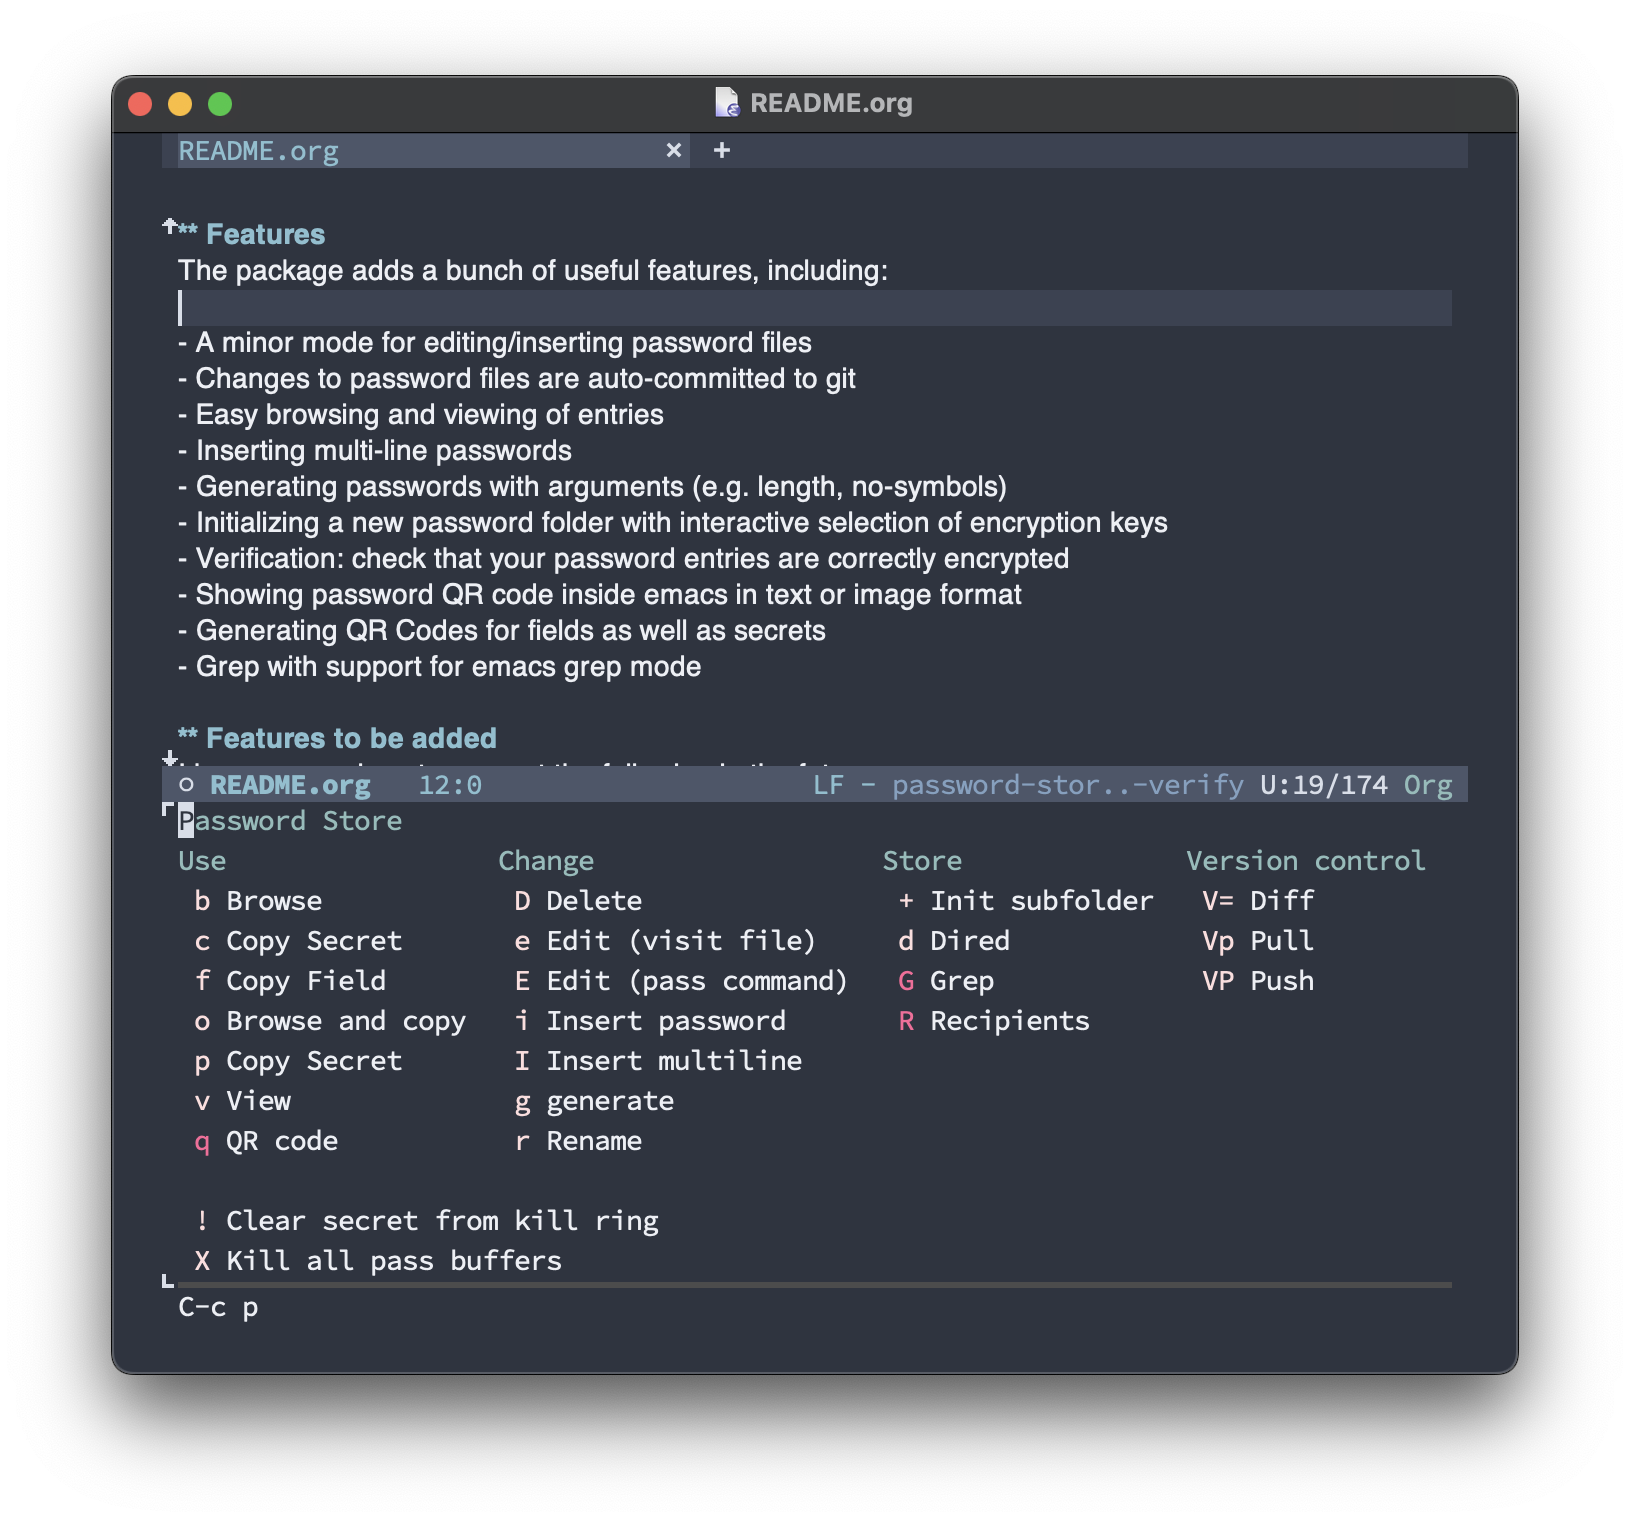 README.org
README.org × +
** Features
The package adds a bunch of useful features, including:
- A minor mode for editing/inserting password files
- Changes to password files are auto-committed to git
- Easy browsing and viewing of entries
- Inserting multi-line passwords
- Generating passwords with arguments (e.g. length, no-symbols)
- Initializing a new password folder with interactive selection of encryption keys
- Verification: check that your password entries are correctly encrypted
- Showing password QR code inside emacs in text or image format
- Generating QR Codes for fields as well as secrets
- Grep with support for emacs grep mode
** Features to be added
README.org 12:0 LF - password-stor..-verify U:19/174 Org
Password Store
Use Change Store Version control
b Browse D Delete + Init subfolder V= Diff
c Copy Secret e Edit (visit file) d Dired Vp Pull
f Copy Field E Edit (pass command) G Grep VP Push
o Browse and copy i Insert password R Recipients
p Copy Secret I Insert multiline
v View g generate
q QR code r Rename
! Clear secret from kill ring
X Kill all pass buffers
C-c p